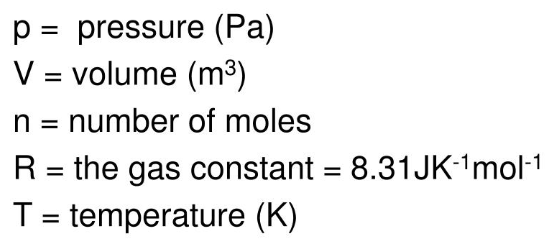 p = pressure (Pa)
V = volume (m³)
n = number of moles
R = the gas constant = 8.31JK⁻¹mol⁻¹
T = temperature (K)